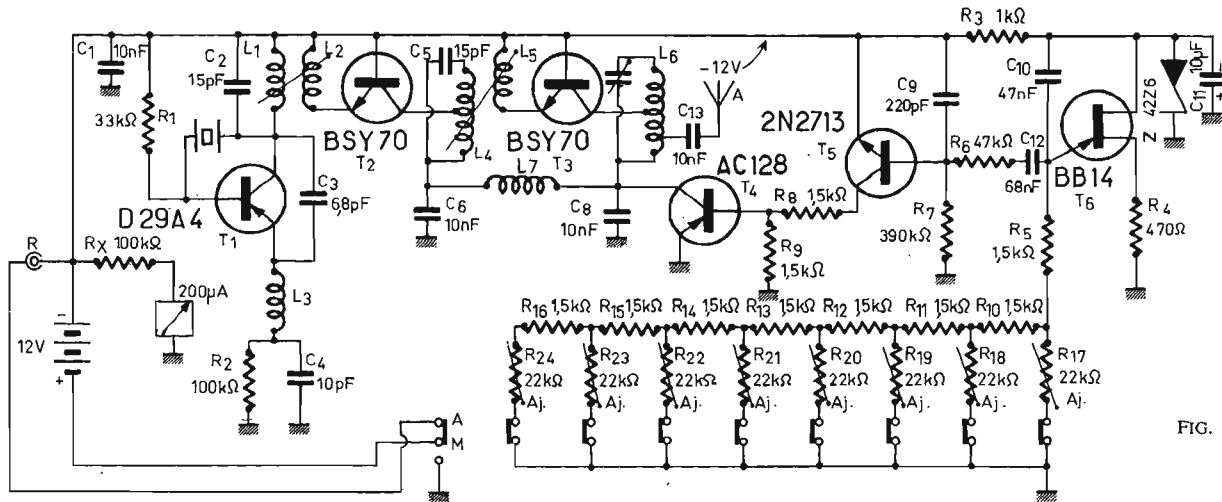 C1 10nF
C2 15pF
L1
L2
C5 15pF
L5
L6
-12V
A
R3 1kΩ
C10 47nF
C11 10µF
Z 42Z6
R1 33kΩ
BSY70 T2
BSY70 T3
C13 10nF
C9 220pF
2N2713 T5
R6 47kΩ
C12 68nF
BB14 T6
L4
L7
AC128 T4
C3 6,8pF
D29A4 T1
C6 10nF
C8 10nF
R8 1,5kΩ
R9 1,5kΩ
R7 390kΩ
R5 1,5kΩ
R4 470Ω
R
RX 100kΩ
200µA
L3
12V
-
+
R2 100kΩ
C4 10pF
A
M
R16 1,5kΩ
R15 1,5kΩ
R14 1,5kΩ
R13 1,5kΩ
R12 1,5kΩ
R11 1,5kΩ
R10 1,5kΩ
R24 22kΩ Aj.
R23 22kΩ Aj.
R22 22kΩ Aj.
R21 22kΩ Aj.
R20 22kΩ Aj.
R19 22kΩ Aj.
R18 22kΩ Aj.
R17 22kΩ Aj.
FIG.